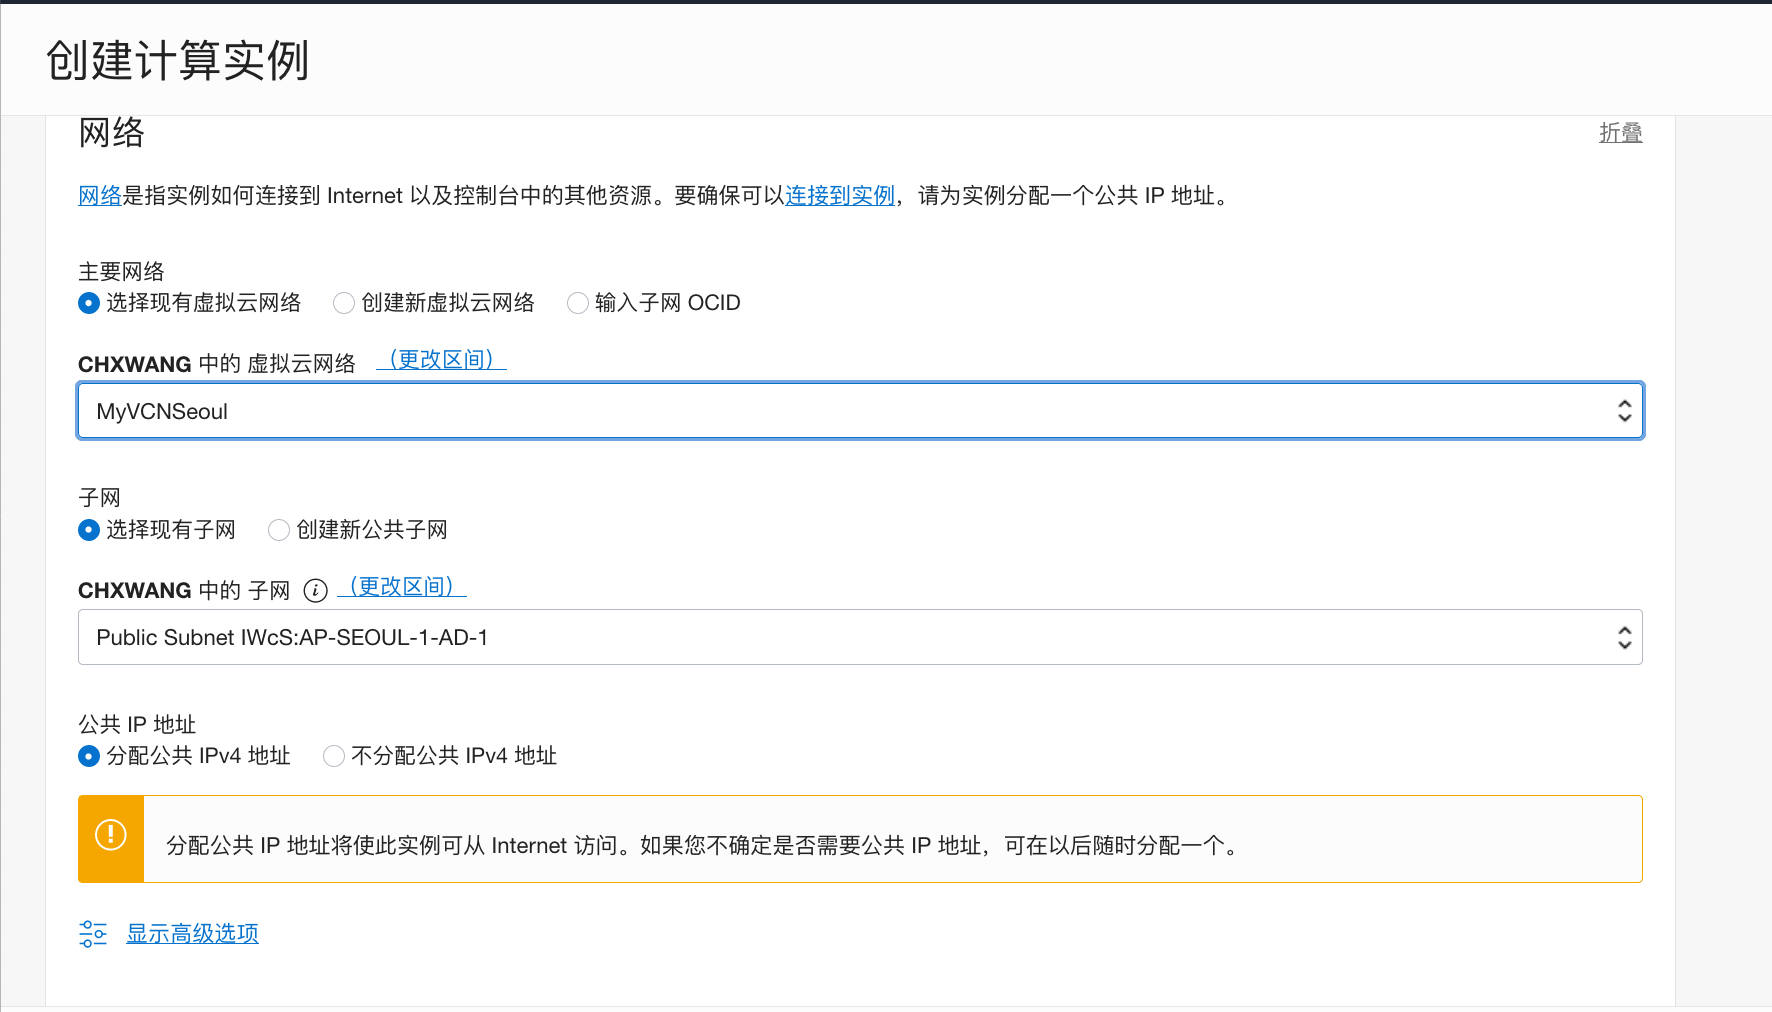 创建计算实例
网络
折叠
网络是指实例如何连接到 Internet 以及控制台中的其他资源。要确保可以连接到实例，请为实例分配一个公共 IP 地址。
主要网络
选择现有虚拟云网络 创建新虚拟云网络 输入子网 OCID
CHXWANG 中的 虚拟云网络 （更改区间）
MyVCNSeoul
子网
选择现有子网 创建新公共子网
CHXWANG 中的 子网 i （更改区间）
Public Subnet IWcS:AP-SEOUL-1-AD-1
公共 IP 地址
分配公共 IPv4 地址 不分配公共 IPv4 地址
分配公共 IP 地址将使此实例可从 Internet 访问。如果您不确定是否需要公共 IP 地址，可在以后随时分配一个。
显示高级选项